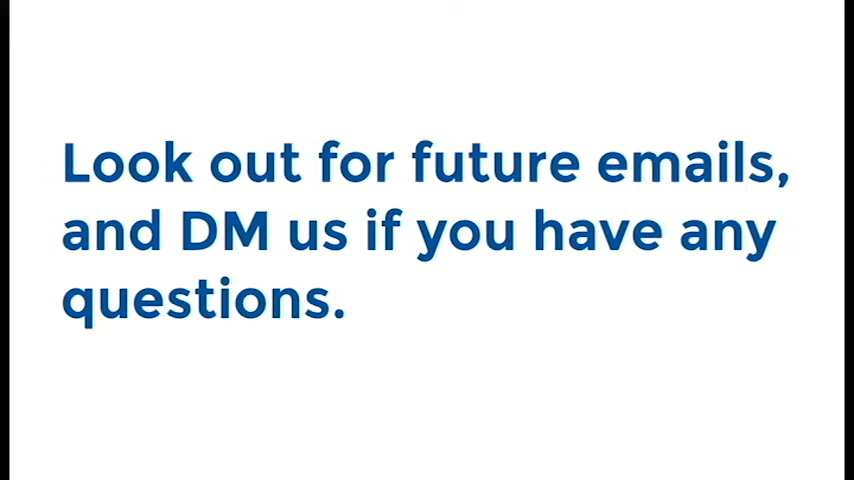 Look out for future emails,
and DM us if you have any
questions.